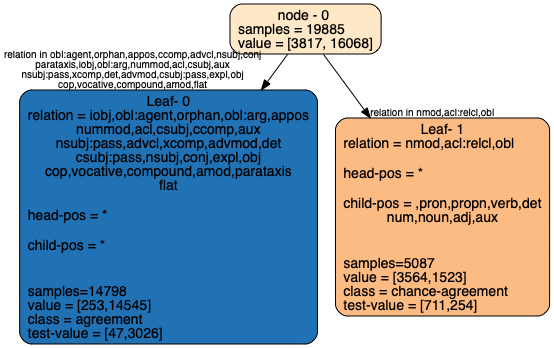 node - 0
samples = 19885
value = [3817, 16068]
relation in obl:agent,orphan,appos,ccomp,advcl,nsubj,conj
parataxis,iobj,obl:arg,nummod,acl,csubj,aux
nsubj:pass,xcomp,det,advmod,csubj:pass,expl,obj
cop,vocative,compound,amod,flat
relation in nmod,acl:relcl,obl
Leaf- 0
relation = iobj,obl:agent,orphan,obl:arg,appos
nummod,acl,csubj,ccomp,aux
nsubj:pass,advcl,xcomp,advmod,det
csubj:pass,nsubj,conj,expl,obj
cop,vocative,compound,amod,parataxis
flat
head-pos = *
child-pos = *
samples=14798
value = [253,14545]
class = agreement
test-value = [47,3026]
Leaf- 1
relation = nmod,acl:relcl,obl
head-pos = *
child-pos = ,pron,propn,verb,det
num,noun,adj,aux
samples=5087
value = [3564,1523]
class = chance-agreement
test-value = [711,254]